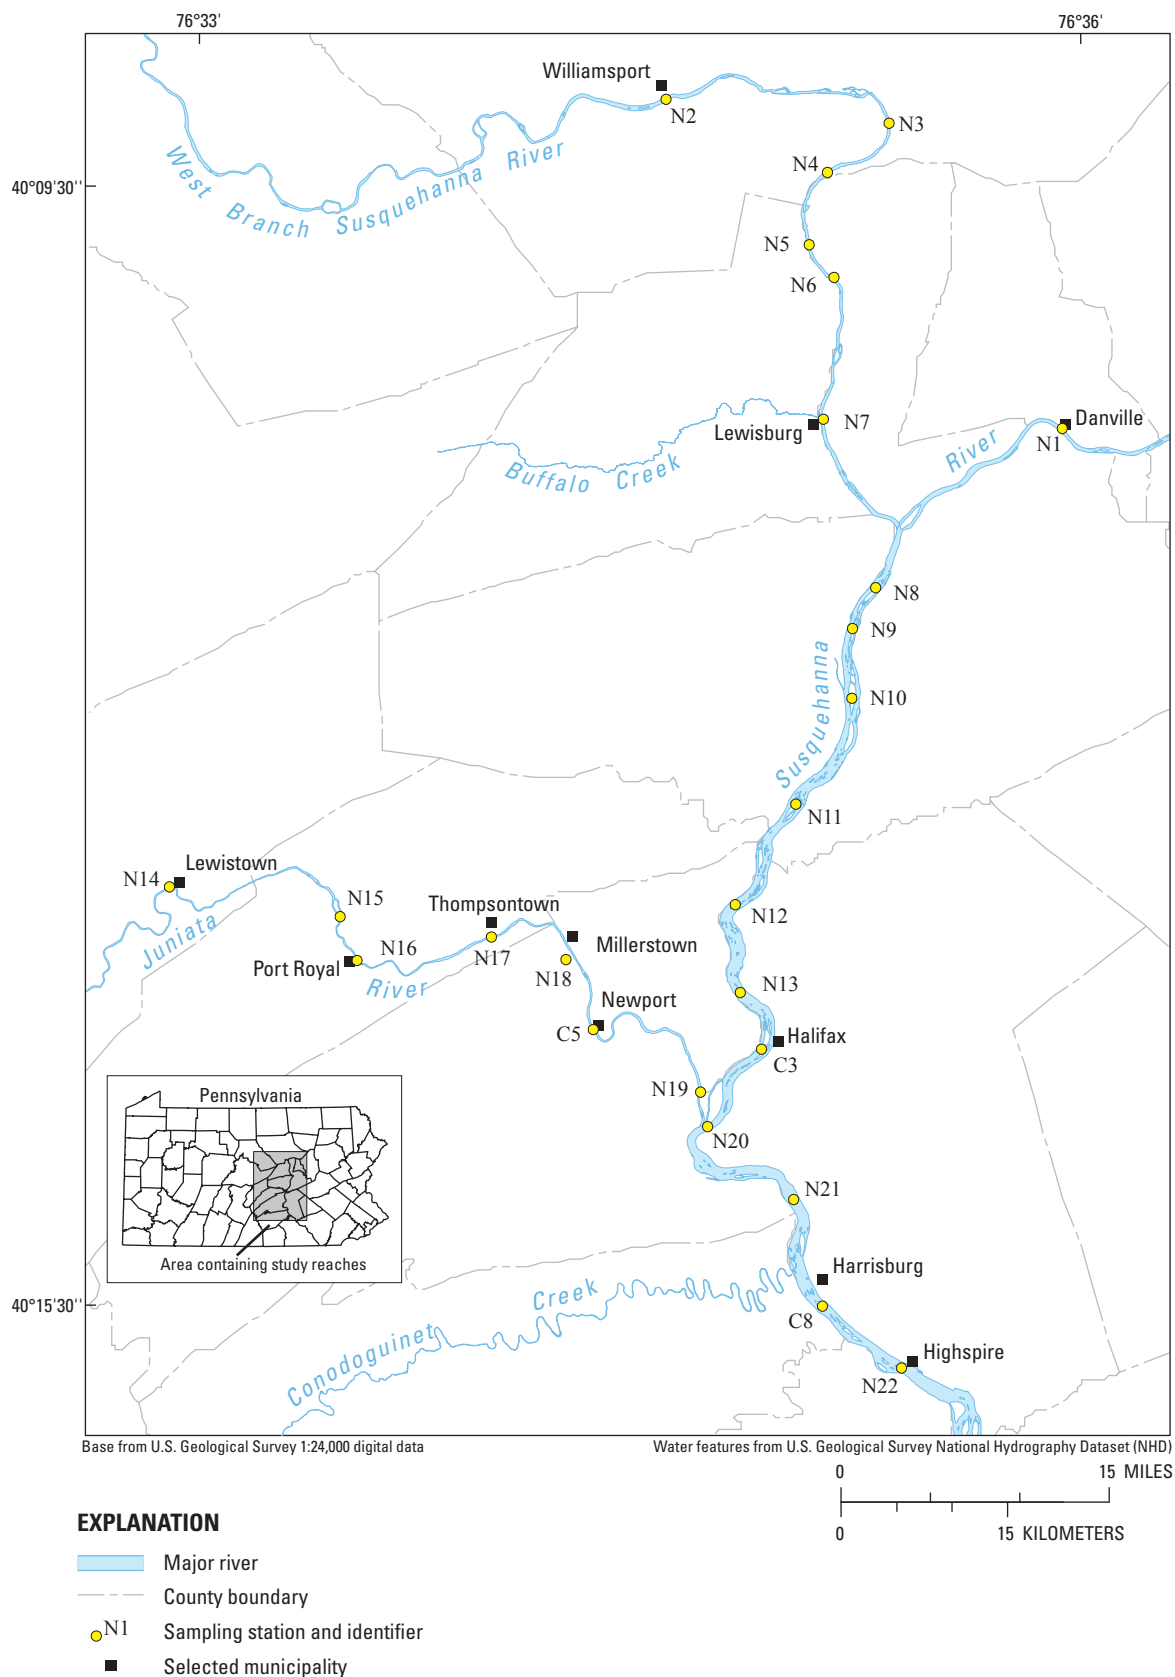 76°33'
76°36'
Williamsport
N2
N3
N4
40°09'30''
West Branch Susquehanna River
N5
N6
N7
Lewisburg
Danville
N1
River
Buffalo Creek
N8
N9
Susquehanna
N10
N11
Lewistown
N14
N15
Thompsontown
N12
Juniata
N16
N17
Millerstown
Port Royal
River
N18
N13
Newport
C5
Halifax
C3
N19
Pennsylvania
N20
N21
Area containing study reaches
Harrisburg
40°15'30''
Conodoguinet Creek
C8
Highspire
N22
Base from U.S. Geological Survey 1:24,000 digital data
Water features from U.S. Geological Survey National Hydrography Dataset (NHD)
0 15 MILES
0 15 KILOMETERS
EXPLANATION
Major river
County boundary
N1 Sampling station and identifier
Selected municipality